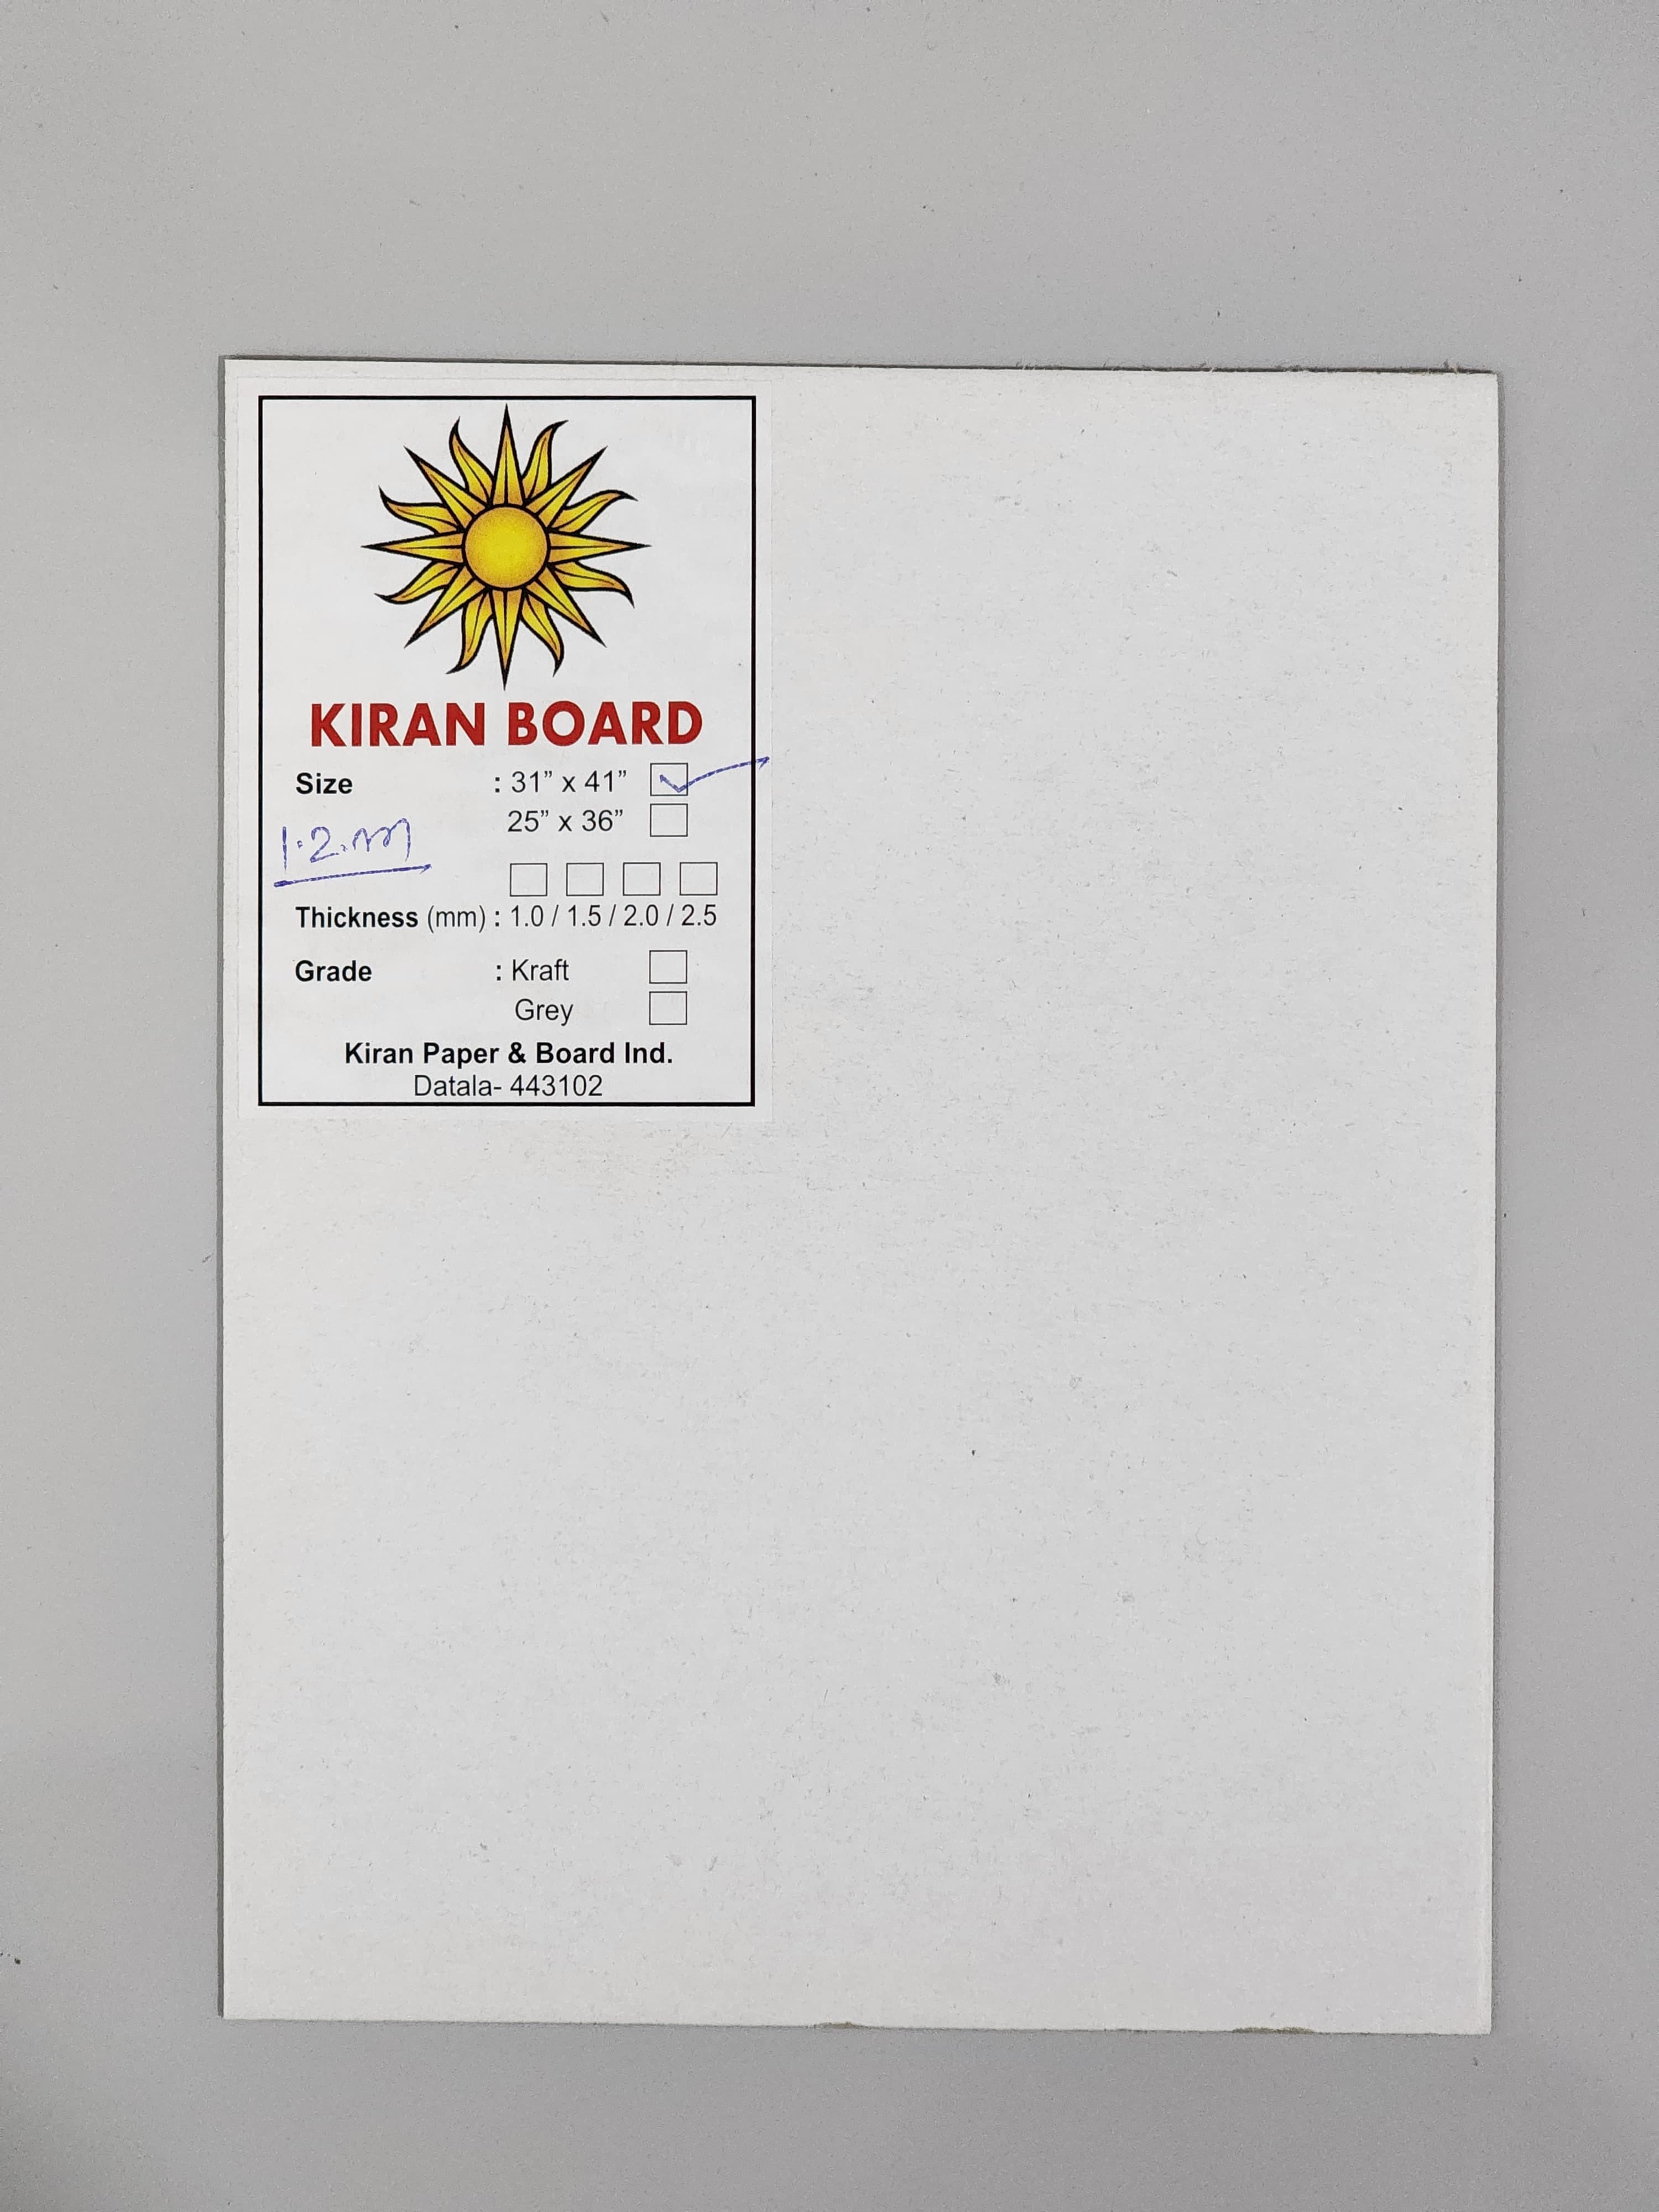 KIRAN BOARD
Size : 31” x 41”
25” x 36”
1.2.m
Thickness (mm) : 1.0 / 1.5 / 2.0 / 2.5
Grade : Kraft
Grey
Kiran Paper & Board Ind.
Datala- 443102